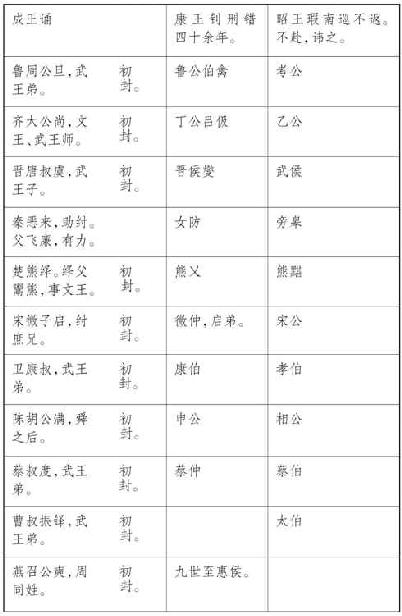 成王诵
康王钊刑错
四十余年。
昭王瑕南巡不返。
不赴,讳之。
鲁周公旦,武
王弟。
初
封。
鲁公伯禽
考公
齐太公尚,文
王、武王师。
初
封。
丁公吕伋
乙公
晋唐叔虞,武
王子。
初
封。
晋侯燮
武侯
秦恶来,助纣。
父飞廉,有力。
女防
旁皋
楚熊绎。绎父
鬻熊,事文王。
初
封。
熊乂
熊䵣
宋微子启,纣
庶兄。
初
封。
微仲,启弟。
宋公
卫康叔,武王
弟。
初
封。
康伯
孝伯
陈胡公满,舜
之后。
初
封。
申公
相公
蔡叔度,武王
弟。
初
封。
蔡仲
蔡伯
曹叔振铎,武
王弟。
初
封。
太伯
燕召公奭,周
同姓。
初
封。
九世至惠侯。